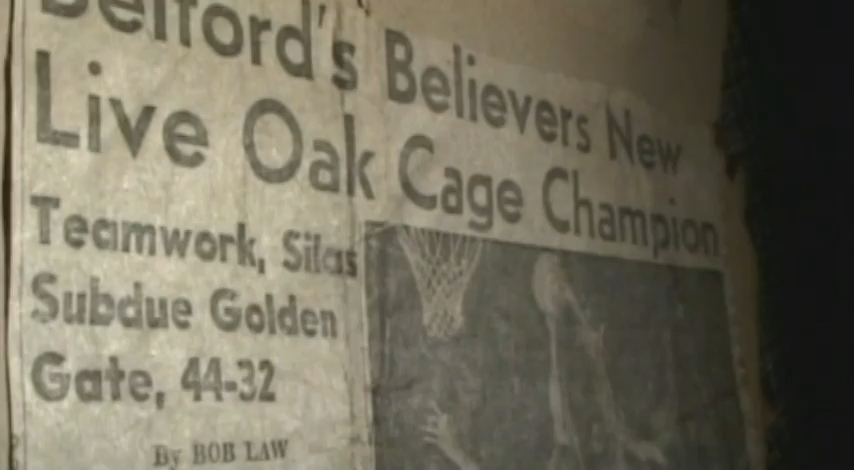 Belford's Believers New
Live Oak Cage Champion
Teamwork, Silas
Subdue Golden
Gate, 44-32
By BOB LAW